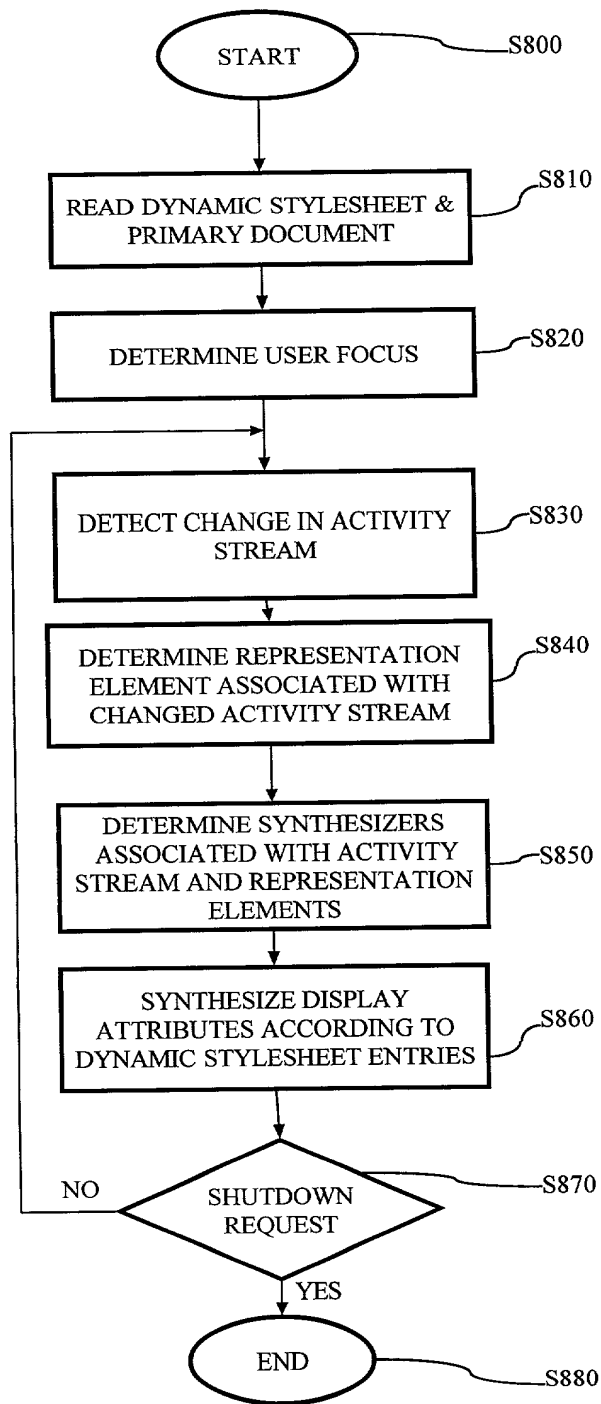 START
S800
READ DYNAMIC STYLESHEET &
PRIMARY DOCUMENT
S810
DETERMINE USER FOCUS
S820
DETECT CHANGE IN ACTIVITY
STREAM
S830
DETERMINE REPRESENTATION
ELEMENT ASSOCIATED WITH
CHANGED ACTIVITY STREAM
S840
DETERMINE SYNTHESIZERS
ASSOCIATED WITH ACTIVITY
STREAM AND REPRESENTATION
ELEMENTS
S850
SYNTHESIZE DISPLAY
ATTRIBUTES ACCORDING TO
DYNAMIC STYLESHEET ENTRIES
S860
SHUTDOWN
REQUEST
S870
NO
YES
END
S880